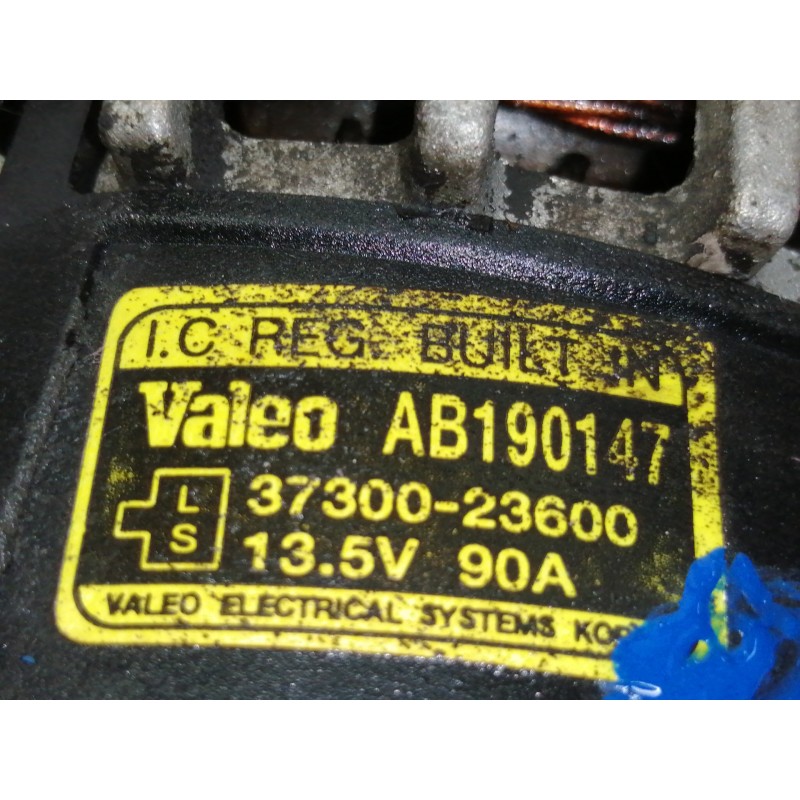 I.C REG. BUILT IN
Valeo AB190147
L 37300-23600
S 13.5V 90A
VALEO ELECTRICAL SYSTEMS